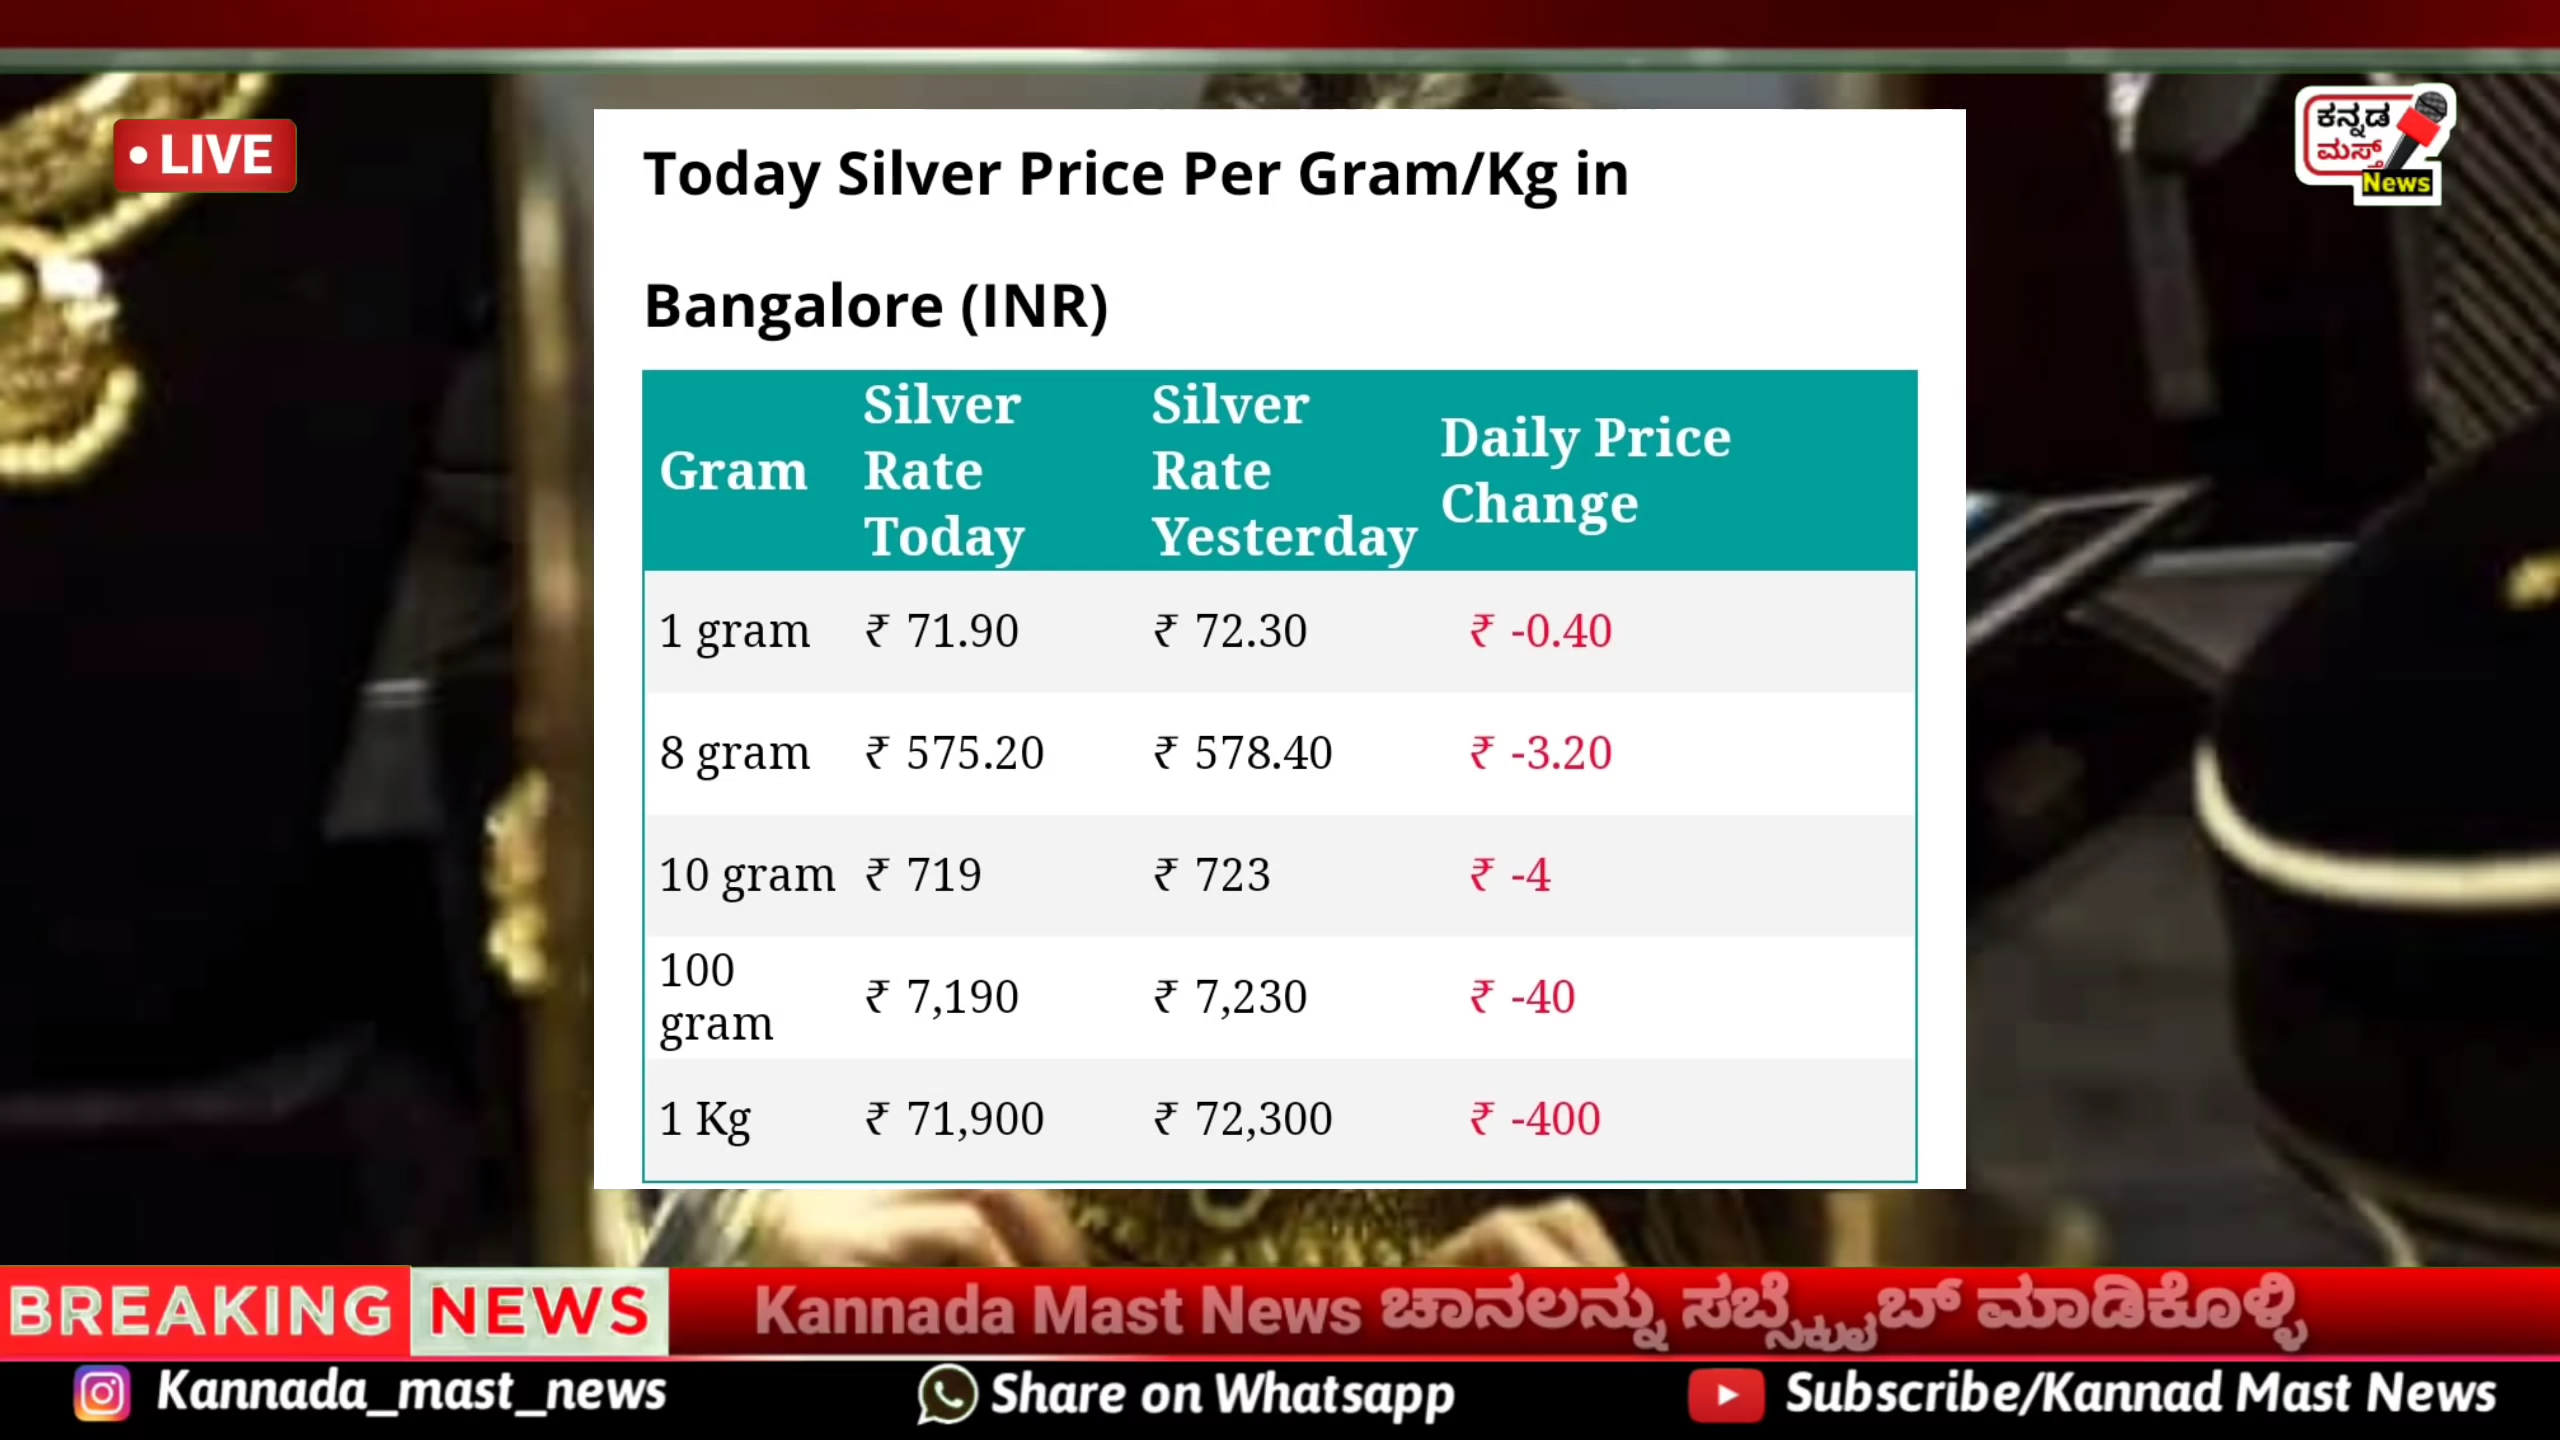 • LIVE
ಕನ್ನಡ
ಮಸ್ತ್
News
Today Silver Price Per Gram/Kg in
Bangalore (INR)
Gram Silver Rate Today Silver Rate Yesterday Daily Price Change
1 gram ₹ 71.90 ₹ 72.30 ₹ -0.40
8 gram ₹ 575.20 ₹ 578.40 ₹ -3.20
10 gram ₹ 719 ₹ 723 ₹ -4
100 gram ₹ 7,190 ₹ 7,230 ₹ -40
1 Kg ₹ 71,900 ₹ 72,300 ₹ -400
BREAKING NEWS Kannada Mast News ಚಾನಲನ್ನು ಸಬ್ಸ್ಕ್ರೈಬ್ ಮಾಡಿಕೊಳ್ಳಿ
Kannada_mast_news Share on Whatsapp Subscribe/Kannad Mast News